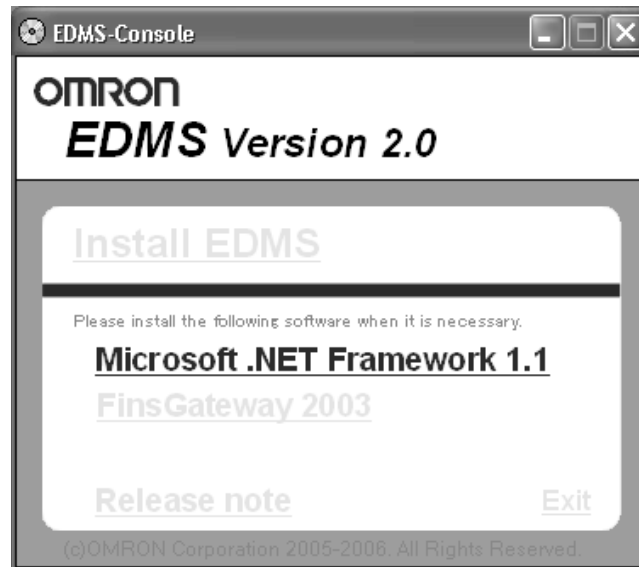 EDMS-Console
OMRON
EDMS Version 2.0
Install EDMS
Please install the following software when it is necessary.
Microsoft .NET Framework 1.1
FinsGateway 2003
Release note Exit
(c)OMRON Corporation 2005-2006. All Rights Reserved.